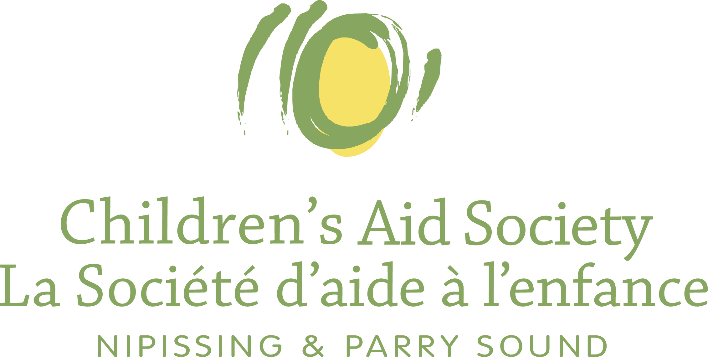 Children’s Aid Society
La Société d’aide à l’enfance
NIPISSING & PARRY SOUND